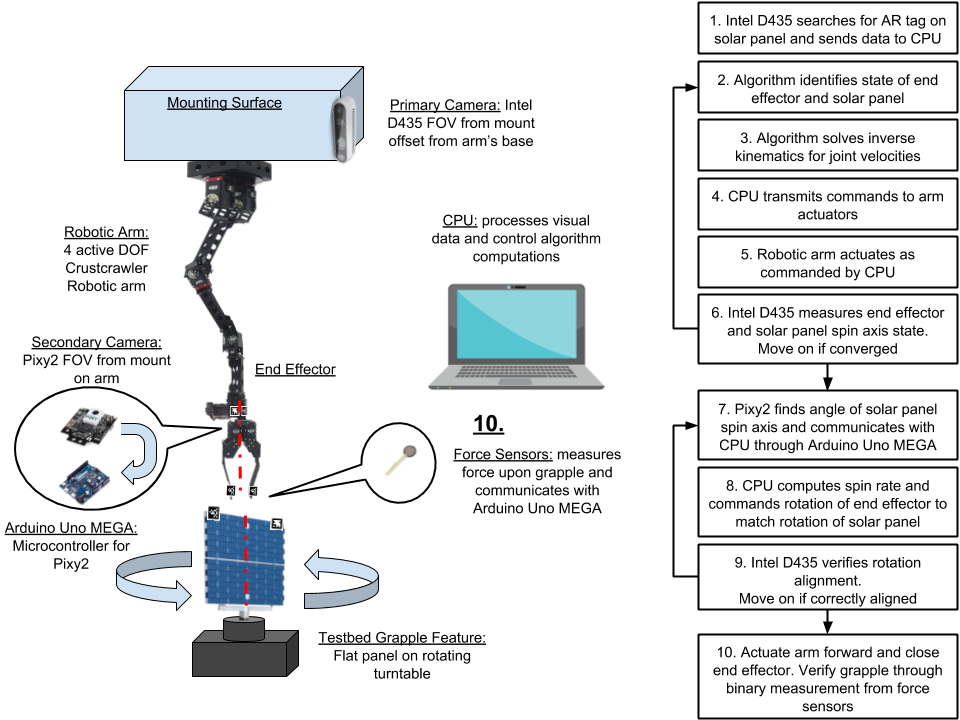 Mounting Surface
Primary Camera: Intel
D435 FOV from mount
offset from arm's base
Robotic Arm:
4 active DOF
Crustcrawler
Robotic arm
CPU: processes visual
data and control algorithm
computations
Secondary Camera:
Pixy2 FOV from mount
on arm
End Effector
10.
Force Sensors: measures
force upon grapple and
communicates with
Arduino Uno MEGA
Arduino Uno MEGA:
Microcontroller for
Pixy2
Testbed Grapple Feature:
Flat panel on rotating
turntable
1. Intel D435 searches for AR tag on
solar panel and sends data to CPU
2. Algorithm identifies state of end
effector and solar panel
3. Algorithm solves inverse
kinematics for joint velocities
4. CPU transmits commands to arm
actuators
5. Robotic arm actuates as
commanded by CPU
6. Intel D435 measures end effector
and solar panel spin axis state.
Move on if converged
7. Pixy2 finds angle of solar panel
spin axis and communicates with
CPU through Arduino Uno MEGA
8. CPU computes spin rate and
commands rotation of end effector to
match rotation of solar panel
9. Intel D435 verifies rotation
alignment.
Move on if correctly aligned
10. Actuate arm forward and close
end effector. Verify grapple through
binary measurement from force
sensors